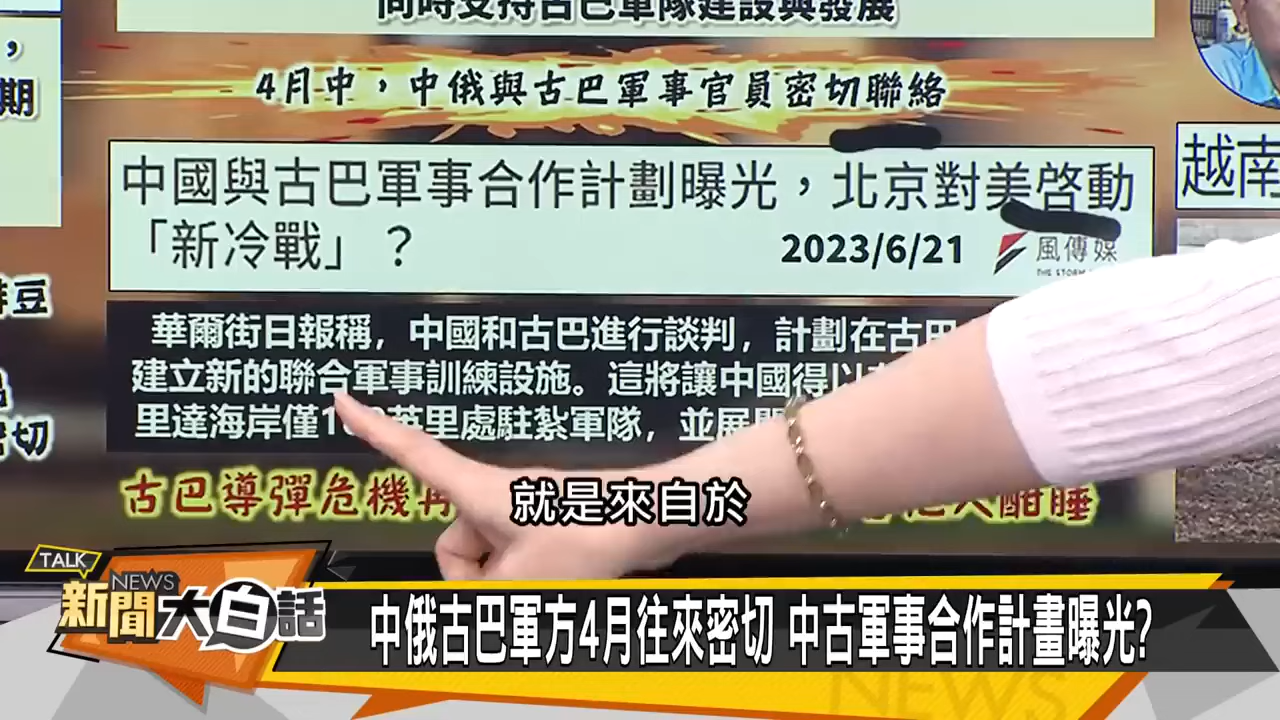 同時支持古巴軍隊建設與發展
，
期
4月中，中俄與古巴軍事官員密切聯絡
中國與古巴軍事合作計劃曝光，北京對美啓動
「新冷戰」？
2023/6/21
風傳媒
THE STORM
越南
豆
華爾街日報稱，中國和古巴進行談判，計劃在古巴
建立新的聯合軍事訓練設施。這將讓中國得以
里達海岸僅1
英里處駐紮軍隊，並展開
切
古巴導彈危機再
酣睡
就是來自於
TALK
NEWS
新聞大白話
中俄古巴軍方4月往來密切 中古軍事合作計畫曝光?
NEWS